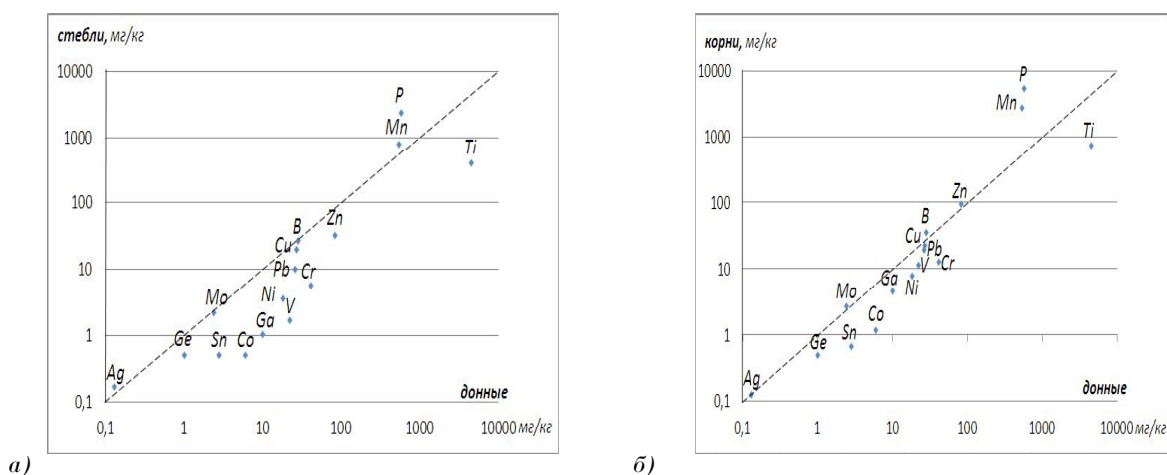 стебли, мг/кг
10000
1000
100
10
1
0,1
P
Mn
Ti
B
Zn
Cu
Pb
Cr
Mo
Ni
V
Ga
Ge
Sn
Co
Ag
донные
0,1 1 10 100 1000 10000 мг/кг
а)
корни, мг/кг
10000
1000
100
10
1
0,1
P
Mn
Ti
Zn
B
Cu
Pb
V
Cr
Ga
Ni
Mo
Co
Sn
Ge
Ag
донные
0,1 1 10 100 1000 10000 мг/кг
б)